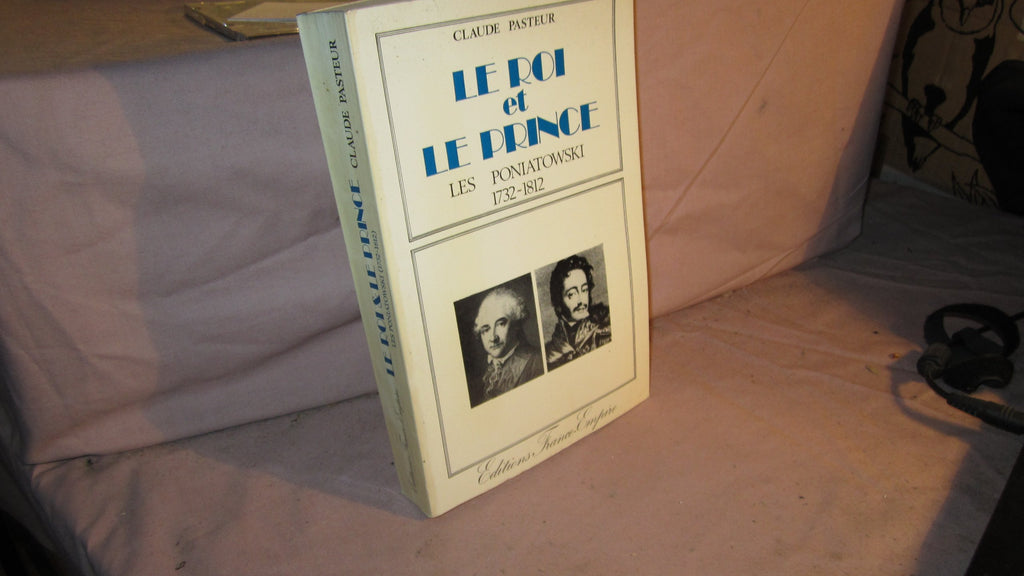 CLAUDE PASTEUR
LE ROI
et
LE PRINCE
LES PONIATOWSKI
1732-1812
Editions France-Empire
LE ROI et LE PRINCE CLAUDE PASTEUR
LES PONIATOWSKI (1732-1812)